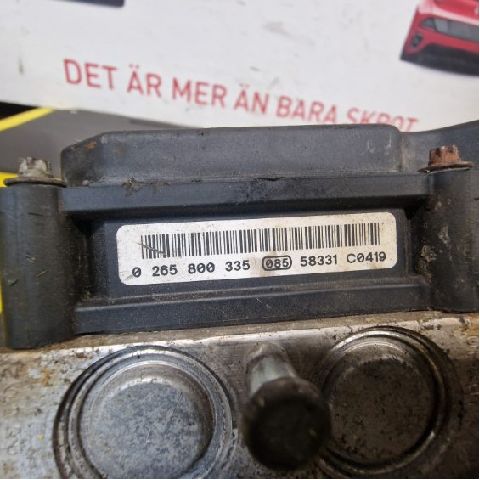 DET ÄR MER ÄN BARA SKROT
0 265 800 335 085 58331 C0419